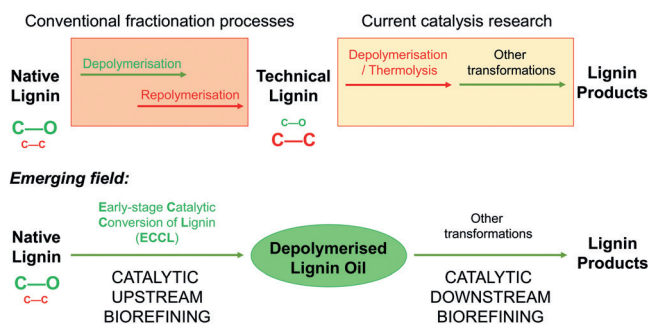 Conventional fractionation processes
Current catalysis research
Native
Lignin
C—O
C—C
Depolymerisation
Repolymerisation
Technical
Lignin
C—O
C—C
Depolymerisation
/ Thermolysis
Other
transformations
Lignin
Products
Emerging field:
Native
Lignin
C—O
C—C
Early-stage Catalytic
Conversion of Lignin
(ECCL)
CATALYTIC
UPSTREAM
BIOREFINING
Depolymerised
Lignin Oil
Other
transformations
CATALYTIC
DOWNSTREAM
BIOREFINING
Lignin
Products